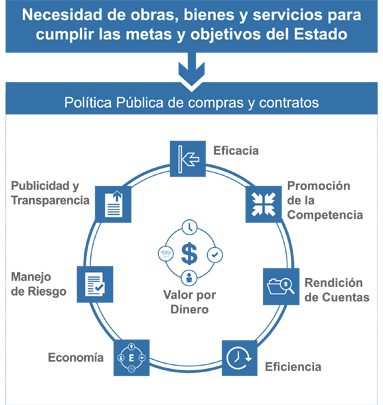 Necesidad de obras, bienes y servicios para
cumplir las metas y objetivos del Estado
Política Pública de compras y contratos
Eficacia
Publicidad y
Transparencia
Promoción
de la
Competencia
$
Valor por
Dinero
Manejo
de Riesgo
$
Rendición
de Cuentas
Economía
E
Eficiencia